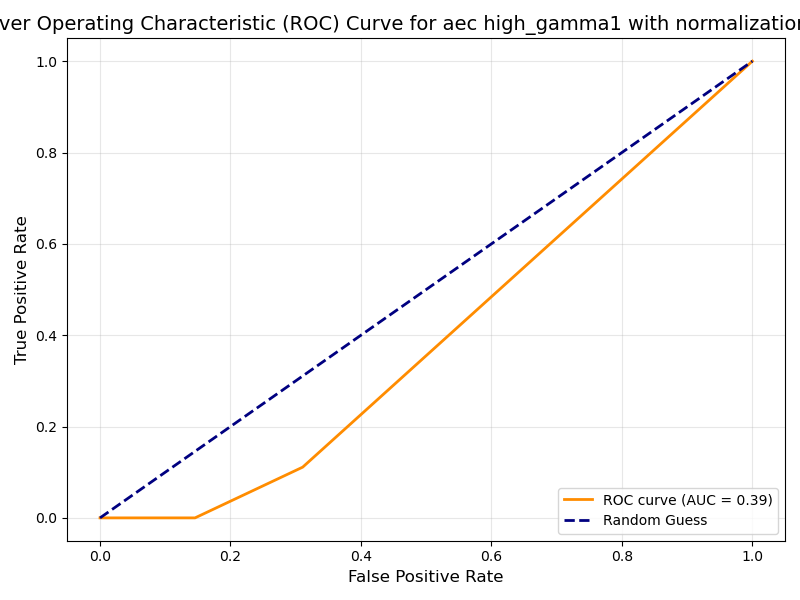 ver Operating Characteristic (ROC) Curve for aec high_gamma1 with normalization
1.0
0.8
0.6
0.4
0.2
0.0
True Positive Rate
0.0 0.2 0.4 0.6 0.8 1.0
False Positive Rate
ROC curve (AUC = 0.39)
Random Guess